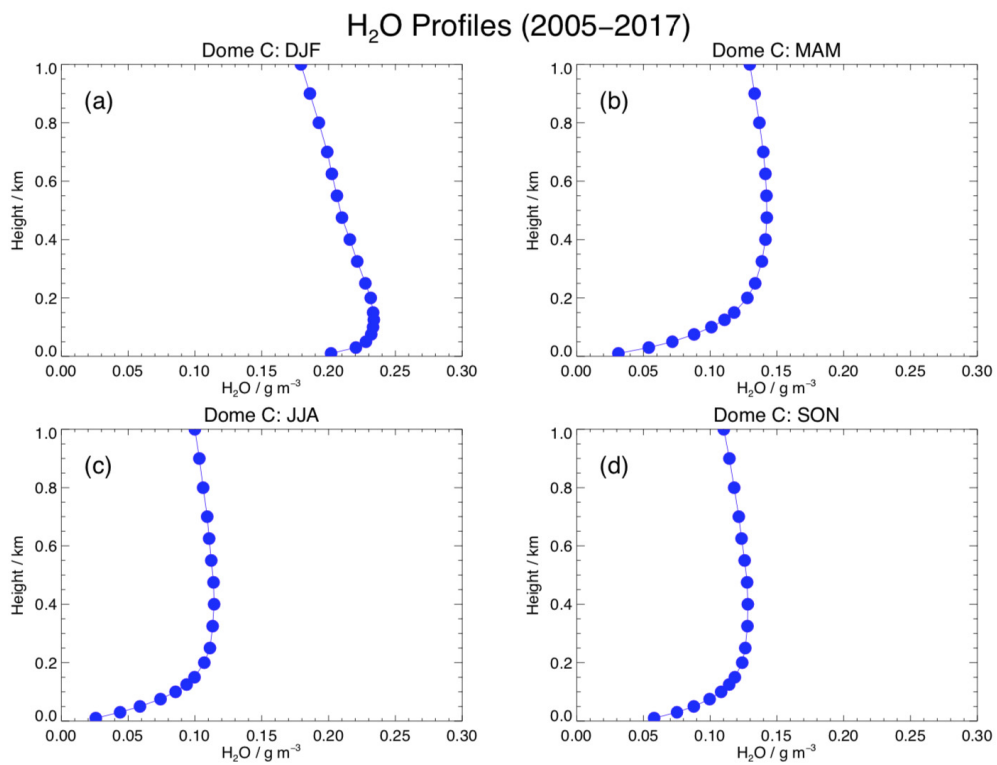 H₂O Profiles (2005–2017)
Dome C: DJF
(a)
1.0
0.8
0.6
0.4
0.2
0.0
Height / km
0.00 0.05 0.10 0.15 0.20 0.25 0.30
H₂O / g m⁻³
Dome C: MAM
(b)
1.0
0.8
0.6
0.4
0.2
0.0
Height / km
0.00 0.05 0.10 0.15 0.20 0.25 0.30
H₂O / g m⁻³
Dome C: JJA
(c)
1.0
0.8
0.6
0.4
0.2
0.0
Height / km
0.00 0.05 0.10 0.15 0.20 0.25 0.30
H₂O / g m⁻³
Dome C: SON
(d)
1.0
0.8
0.6
0.4
0.2
0.0
Height / km
0.00 0.05 0.10 0.15 0.20 0.25 0.30
H₂O / g m⁻³